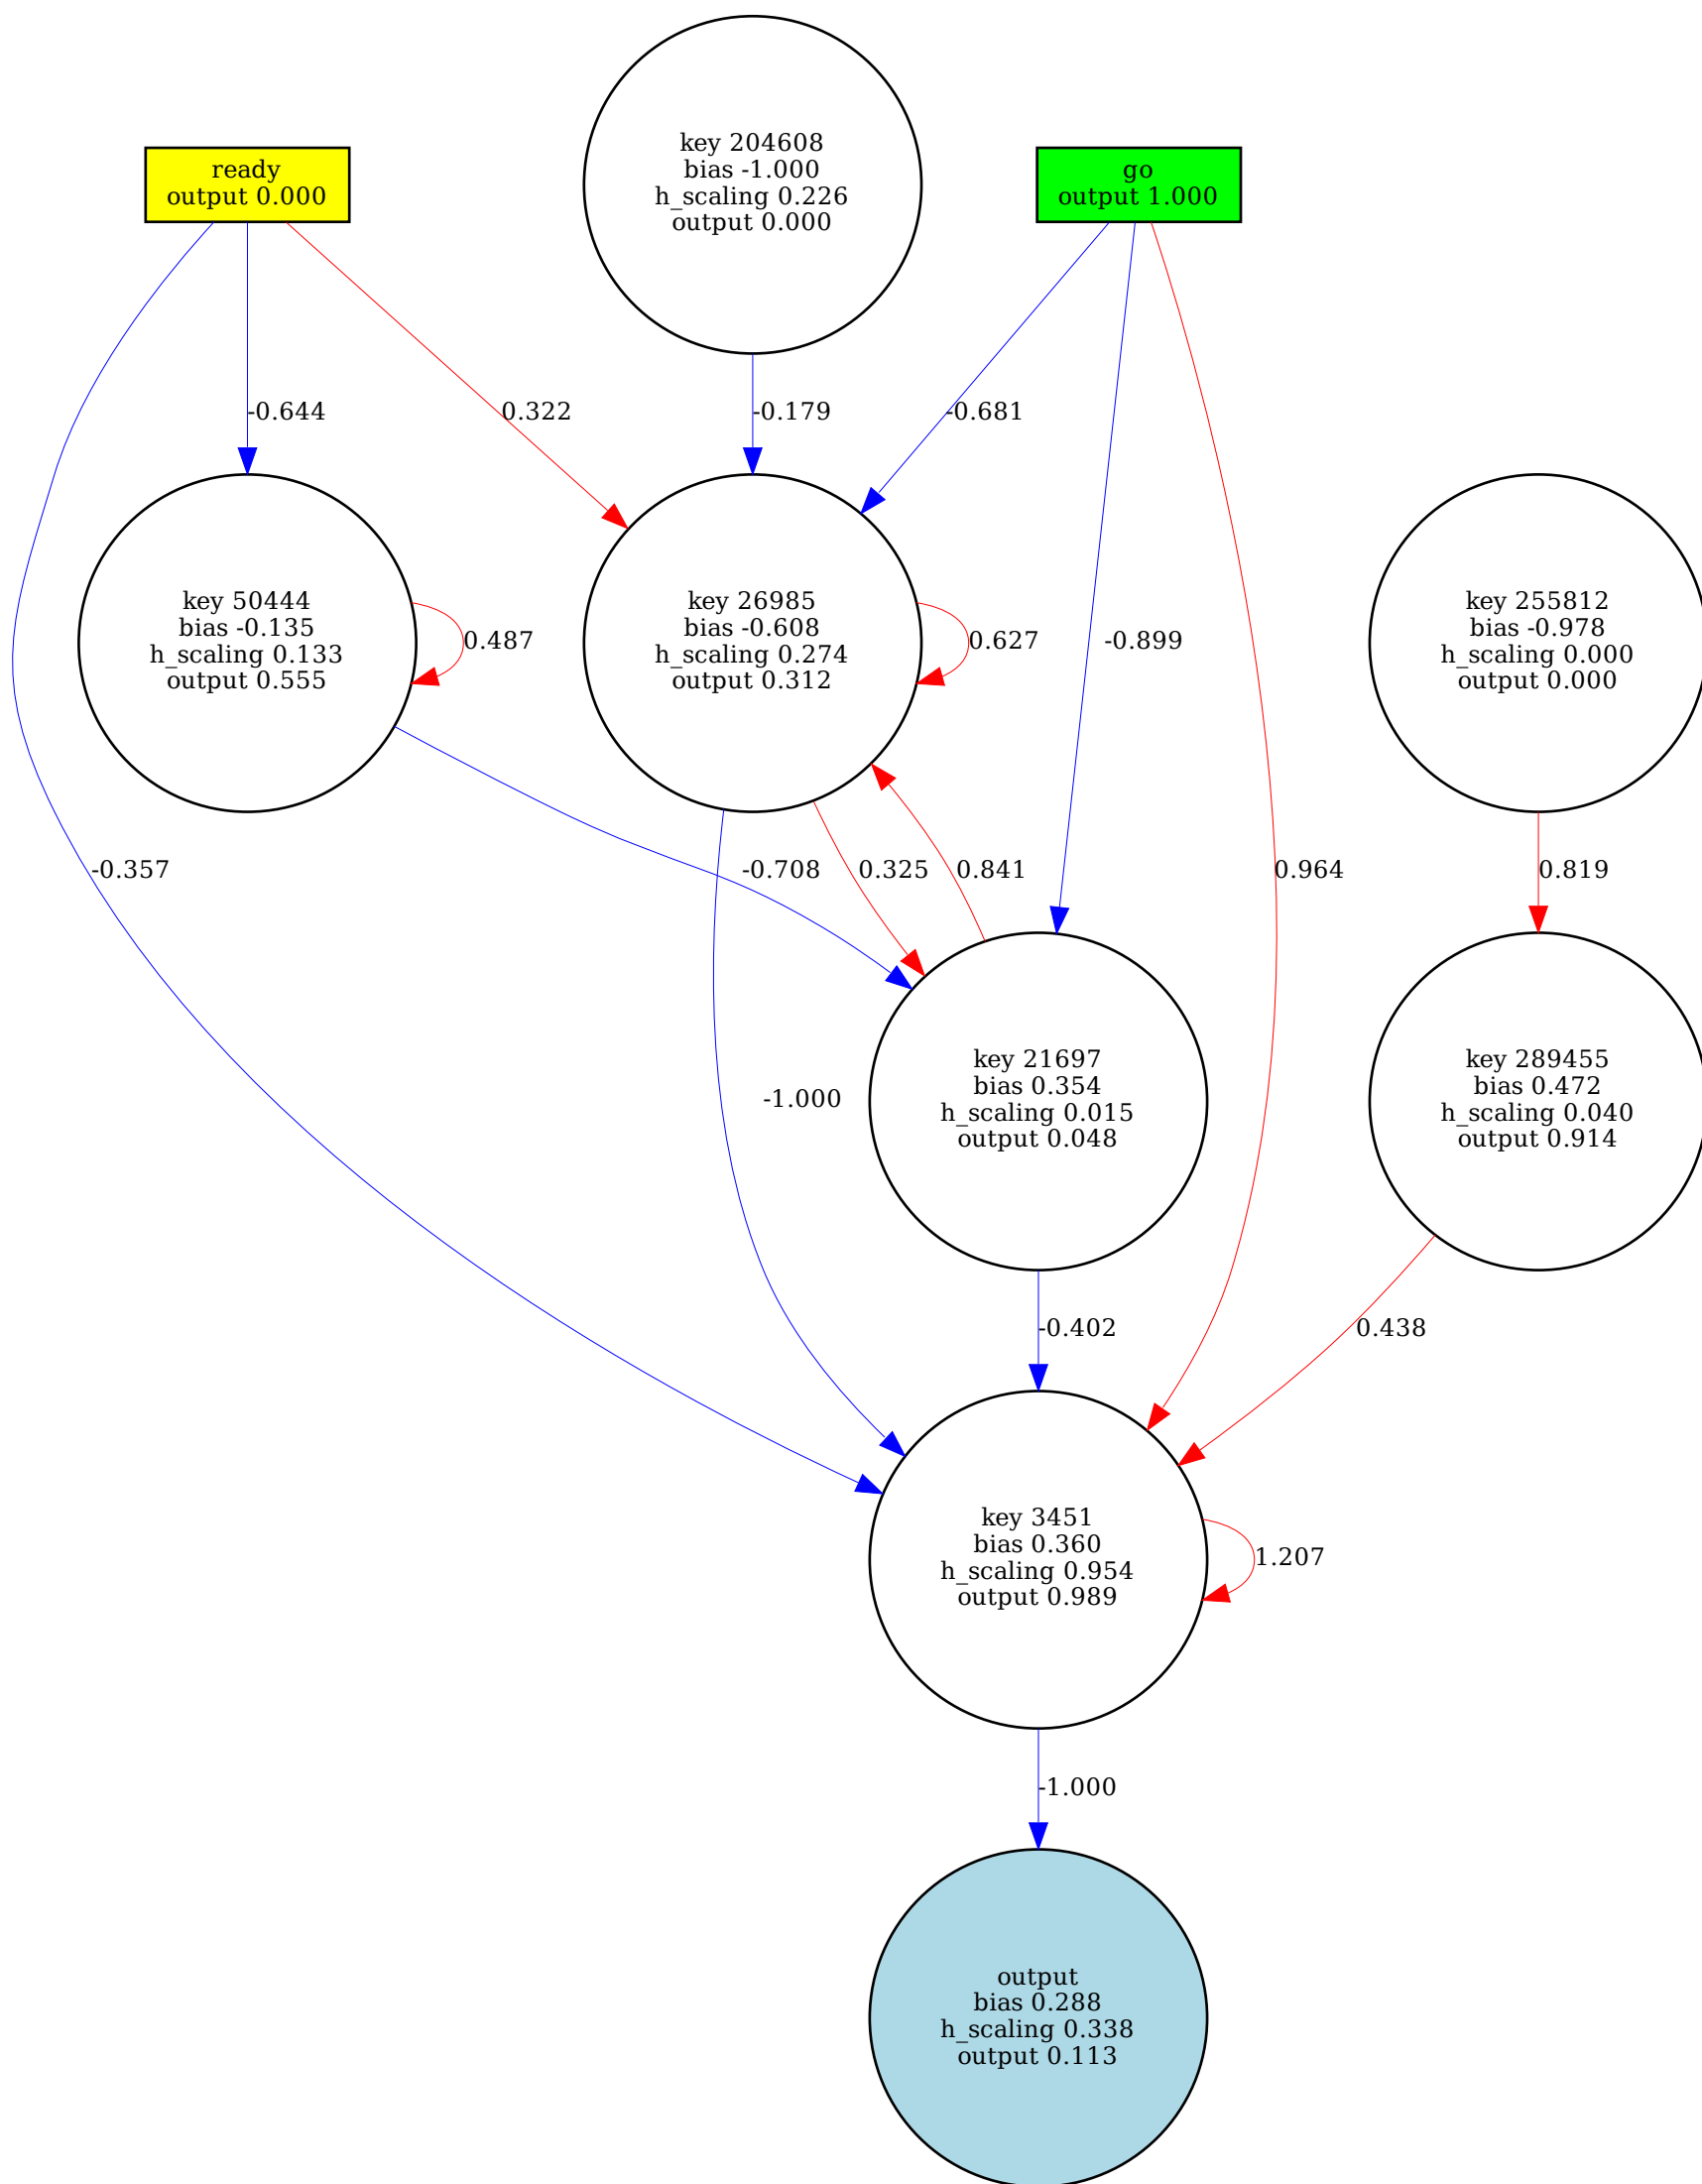 key 204608
bias -1.000
h_scaling 0.226
output 0.000
ready
output 0.000
go
output 1.000
-0.644
0.322
-0.179
-0.681
key 50444
bias -0.135
h_scaling 0.133
output 0.555
0.487
key 26985
bias -0.608
h_scaling 0.274
output 0.312
0.627
-0.899
key 255812
bias -0.978
h_scaling 0.000
output 0.000
-0.357
-0.708
0.325
0.841
0.964
0.819
-1.000
key 21697
bias 0.354
h_scaling 0.015
output 0.048
key 289455
bias 0.472
h_scaling 0.040
output 0.914
-0.402
0.438
key 3451
bias 0.360
h_scaling 0.954
output 0.989
1.207
-1.000
output
bias 0.288
h_scaling 0.338
output 0.113